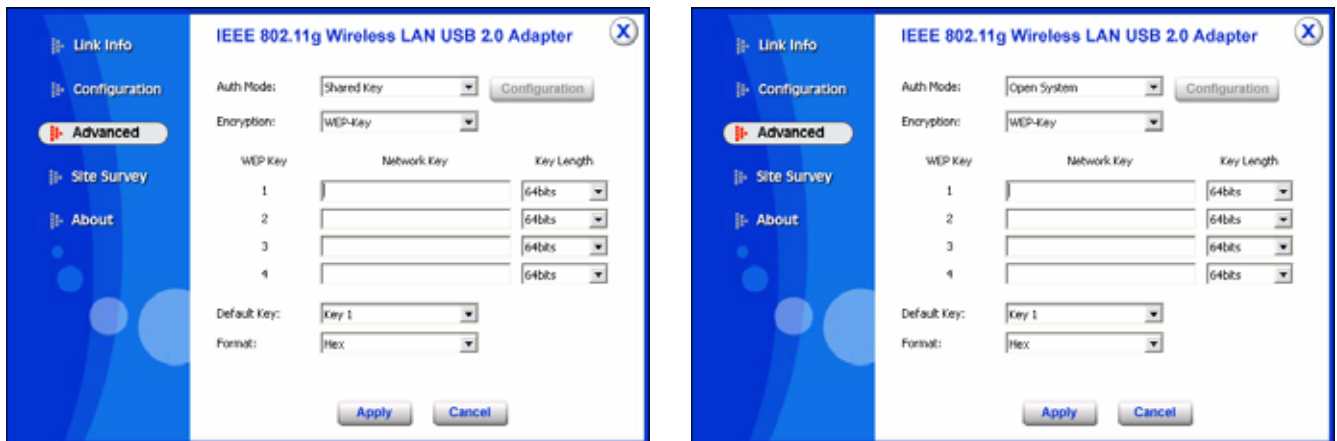 Link Info
Configuration
Advanced
Site Survey
About
IEEE 802.11g Wireless LAN USB 2.0 Adapter X
Auth Mode: Shared Key Configuration
Encryption: WEP-Key
WEP Key Network Key Key Length
1 64bits
2 64bits
3 64bits
4 64bits
Default Key: Key 1
Format: Hex
Apply Cancel
Link Info
Configuration
Advanced
Site Survey
About
IEEE 802.11g Wireless LAN USB 2.0 Adapter X
Auth Mode: Open System Configuration
Encryption: WEP-Key
WEP Key Network Key Key Length
1 64bits
2 64bits
3 64bits
4 64bits
Default Key: Key 1
Format: Hex
Apply Cancel